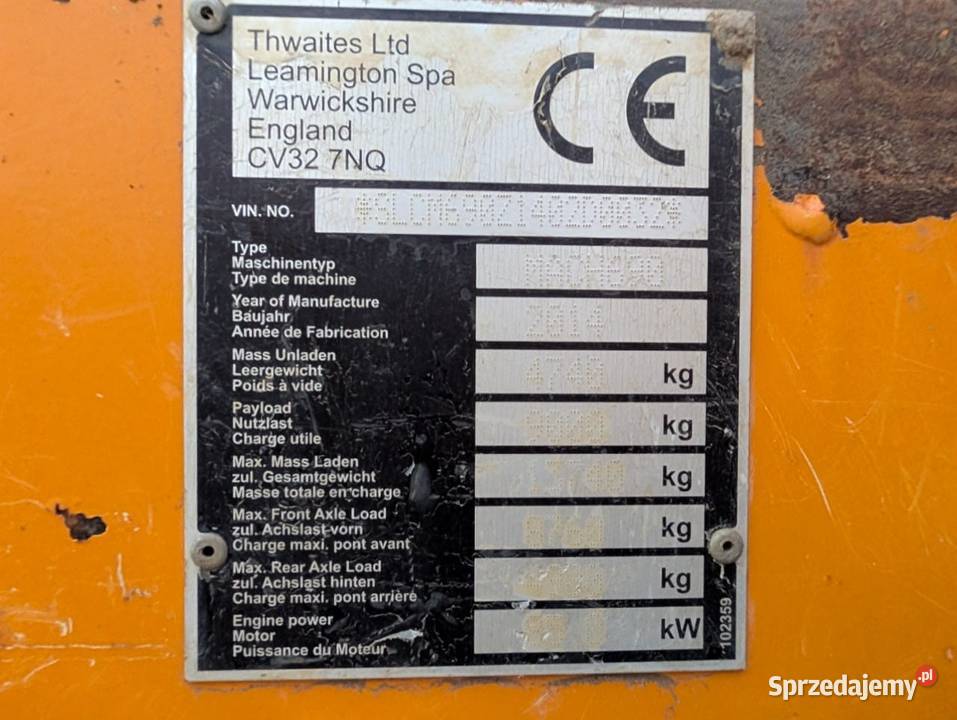 Thwaites Ltd
Leamington Spa
Warwickshire
England
CV32 7NQ
CE
VIN. NO.
Type
Maschinentyp
Type de machine
Year of Manufacture
Baujahr
Année de Fabrication
2014
Mass Unladen
Leergewicht
Poids à vide
4740 kg
Payload
Nutzlast
Charge utile
kg
Max. Mass Laden
zul. Gesamtgewicht
Masse totale en charge
kg
Max. Front Axle Load
zul. Achslast vorn
Charge maxi. pont avant
kg
Max. Rear Axle Load
zul. Achslast hinten
Charge maxi. pont arrière
kg
Engine power
Motor
Puissance du Moteur
kW
102359
Sprzedajemy.pl